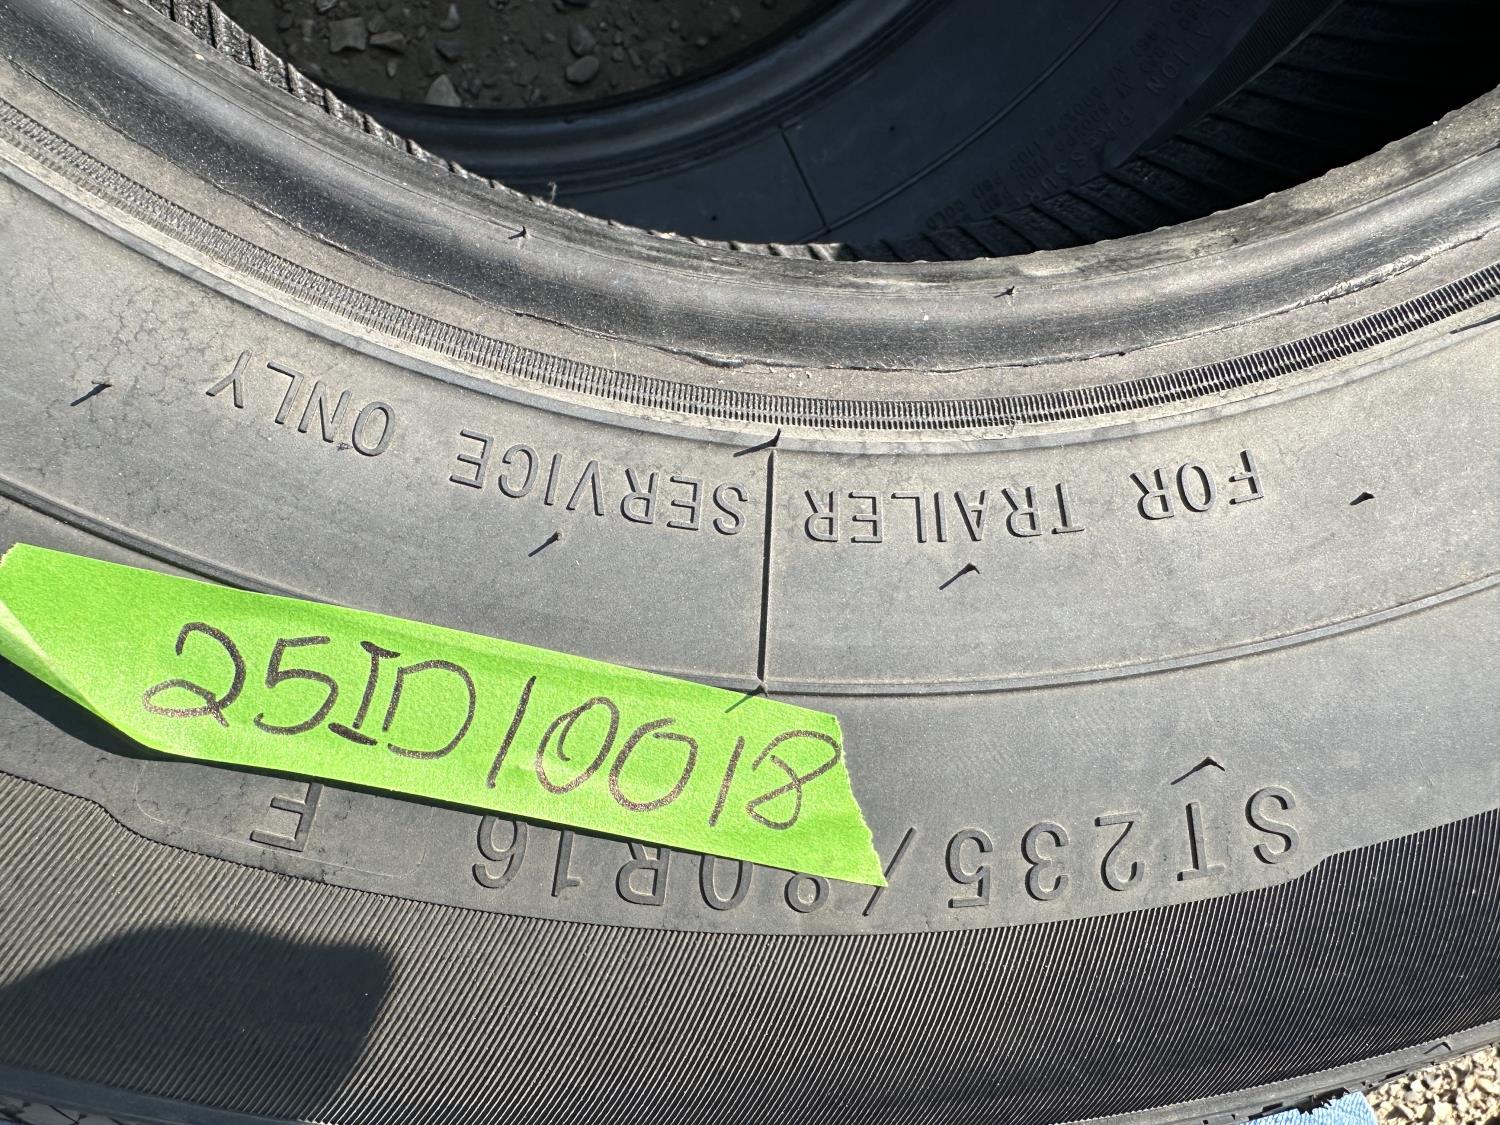 FOR TRAILER SERVICE ONLY
25ID10018
ST235/80R16 E